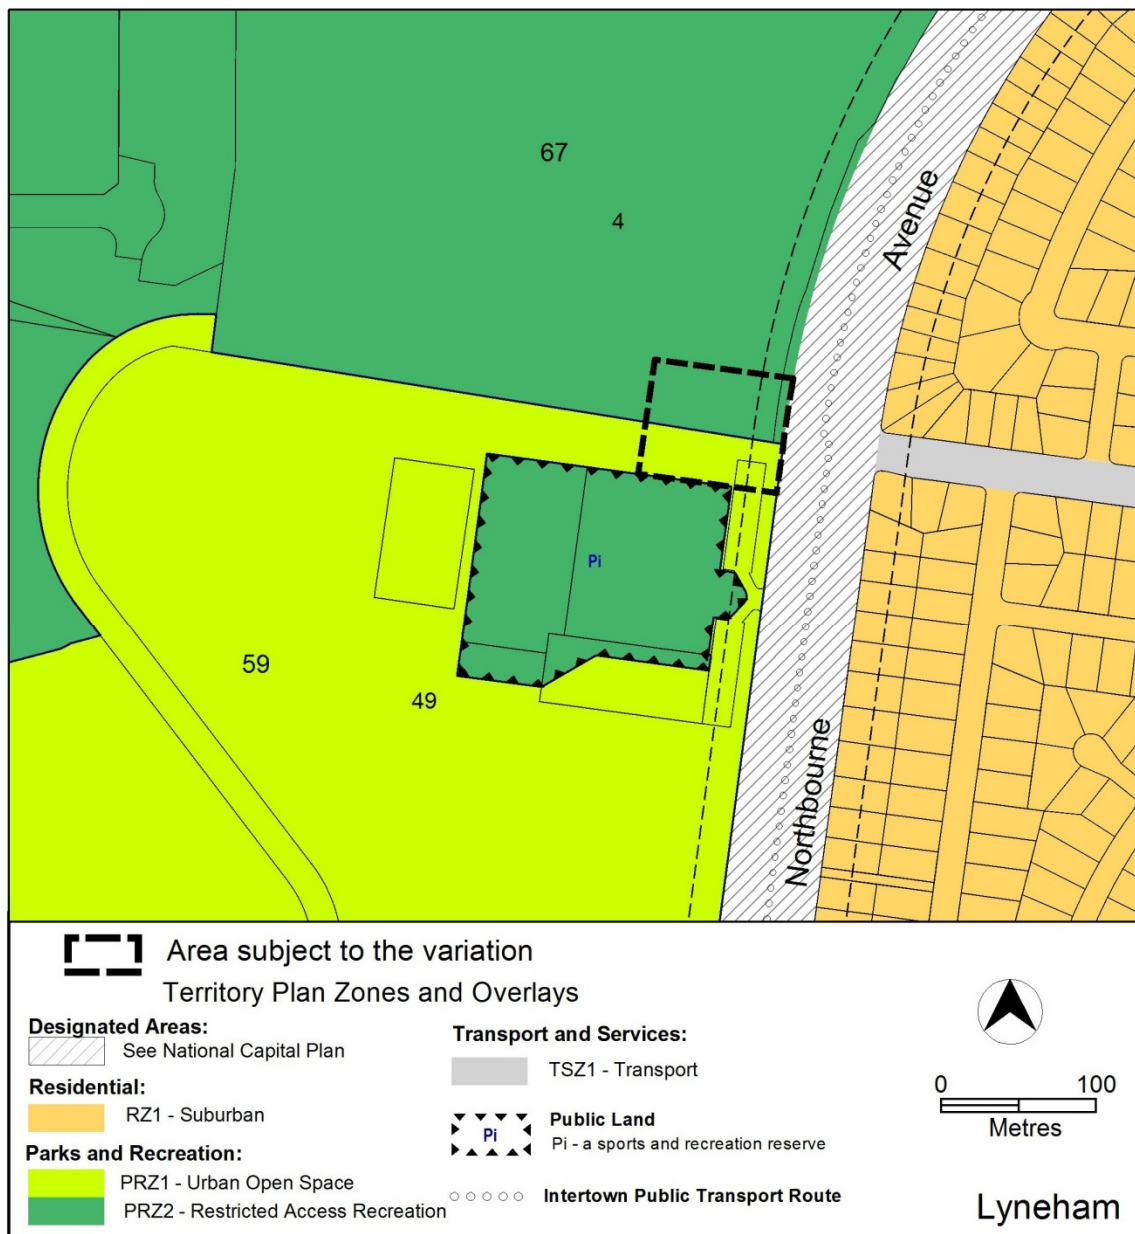 67
4
Avenue
Pi
59
49
Northbourne
Area subject to the variation
Territory Plan Zones and Overlays
Designated Areas:
See National Capital Plan
Residential:
RZ1 - Suburban
Parks and Recreation:
PRZ1 - Urban Open Space
PRZ2 - Restricted Access Recreation
Transport and Services:
TSZ1 - Transport
Pi
Public Land
Pi - a sports and recreation reserve
Intertown Public Transport Route
0 100
Metres
Lyneham